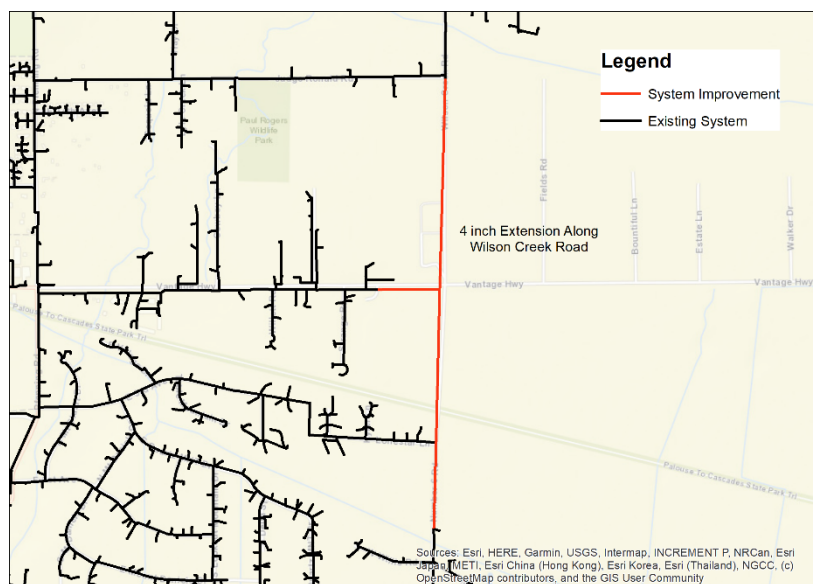 Legend
System Improvement
Existing System
Paul Rogers
Wildlife
Park
Fields Rd
Bountiful Ln
Estate Ln
Walker Dr
4 inch Extension Along
Wilson Creek Road
Vantage Hwy
Vantage Hwy
Vantage Hwy
Palouse To Cascades State Park Trl
Palouse To Cascades State Park Trl
Sources: Esri, HERE, Garmin, USGS, Intermap, INCREMENT P, NRCan, Esri
Japan, METI, Esri China (Hong Kong), Esri Korea, Esri (Thailand), NGCC, (c)
OpenStreetMap contributors, and the GIS User Community